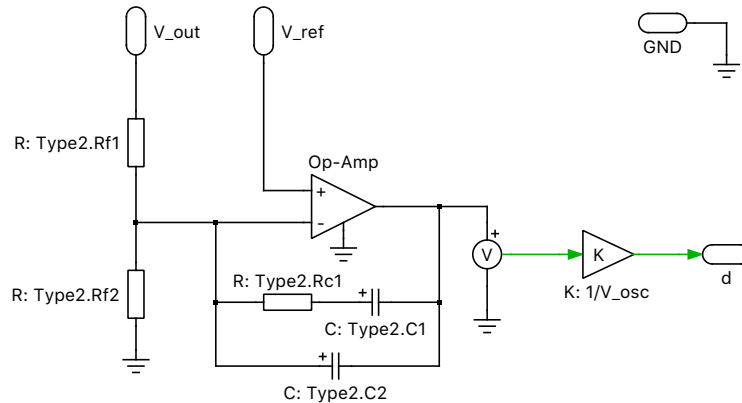 V_out
V_ref
GND
R: Type2.Rf1
Op-Amp
+
-
+
V
K
R: Type2.Rf2
R: Type2.Rc1
K: 1/V_osc
d
+
C: Type2.C1
+
C: Type2.C2